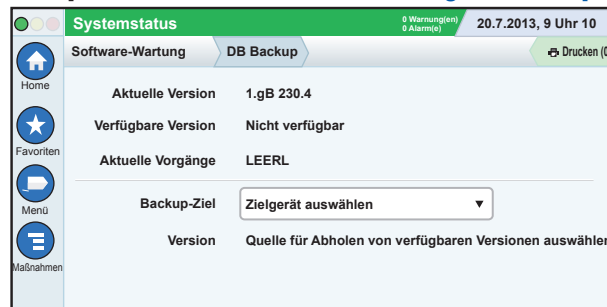 Systemstatus
0 Warnung(en)
0 Alarm(e)
20.7.2013, 9 Uhr 10
Software-Wartung
DB Backup
Drucken (0
Home
Aktuelle Version 1.gB 230.4
Verfügbare Version Nicht verfügbar
Favoriten
Aktuelle Vorgänge LEERL
Menü
Backup-Ziel Zielgerät auswählen
Version Quelle für Abholen von verfügbaren Versionen auswählen
Maßnahmen